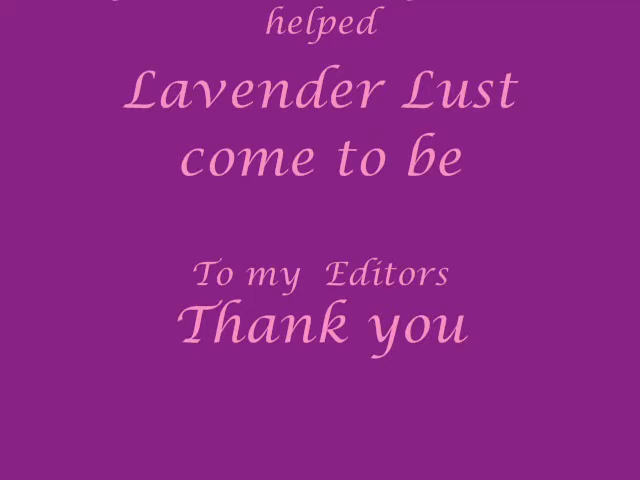 helped
Lavender Lust
come to be
To my Editors
Thank you